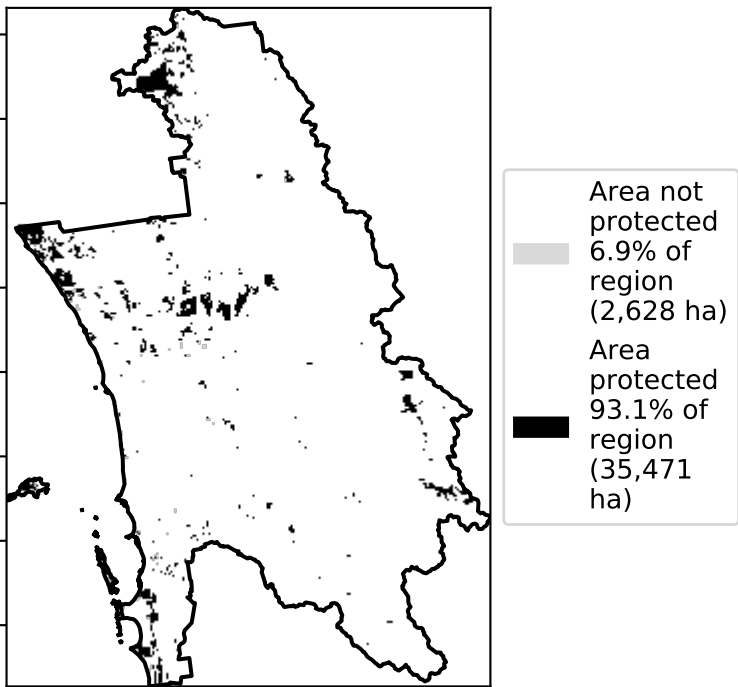 Area not
protected
6.9% of
region
(2,628 ha)
Area
protected
93.1% of
region
(35,471
ha)